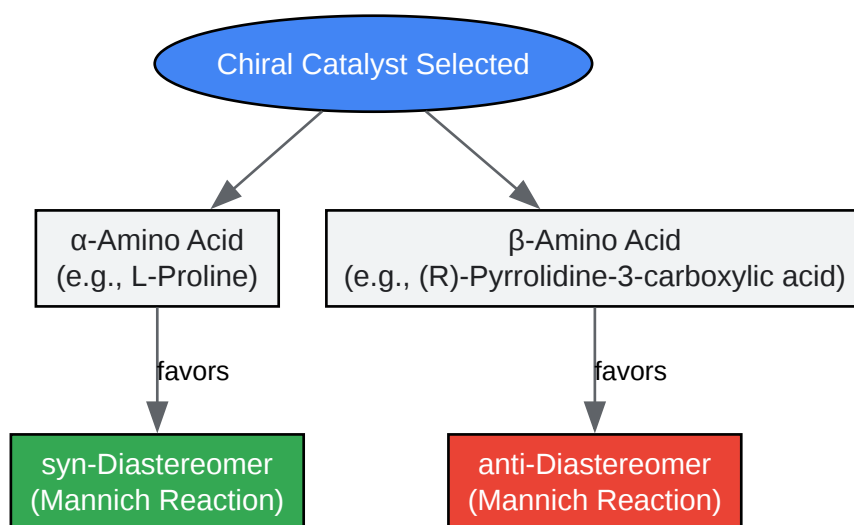 Chiral Catalyst Selected
α-Amino Acid
(e.g., L-Proline)
β-Amino Acid
(e.g., (R)-Pyrrolidine-3-carboxylic acid)
favors
favors
syn-Diastereomer
(Mannich Reaction)
anti-Diastereomer
(Mannich Reaction)